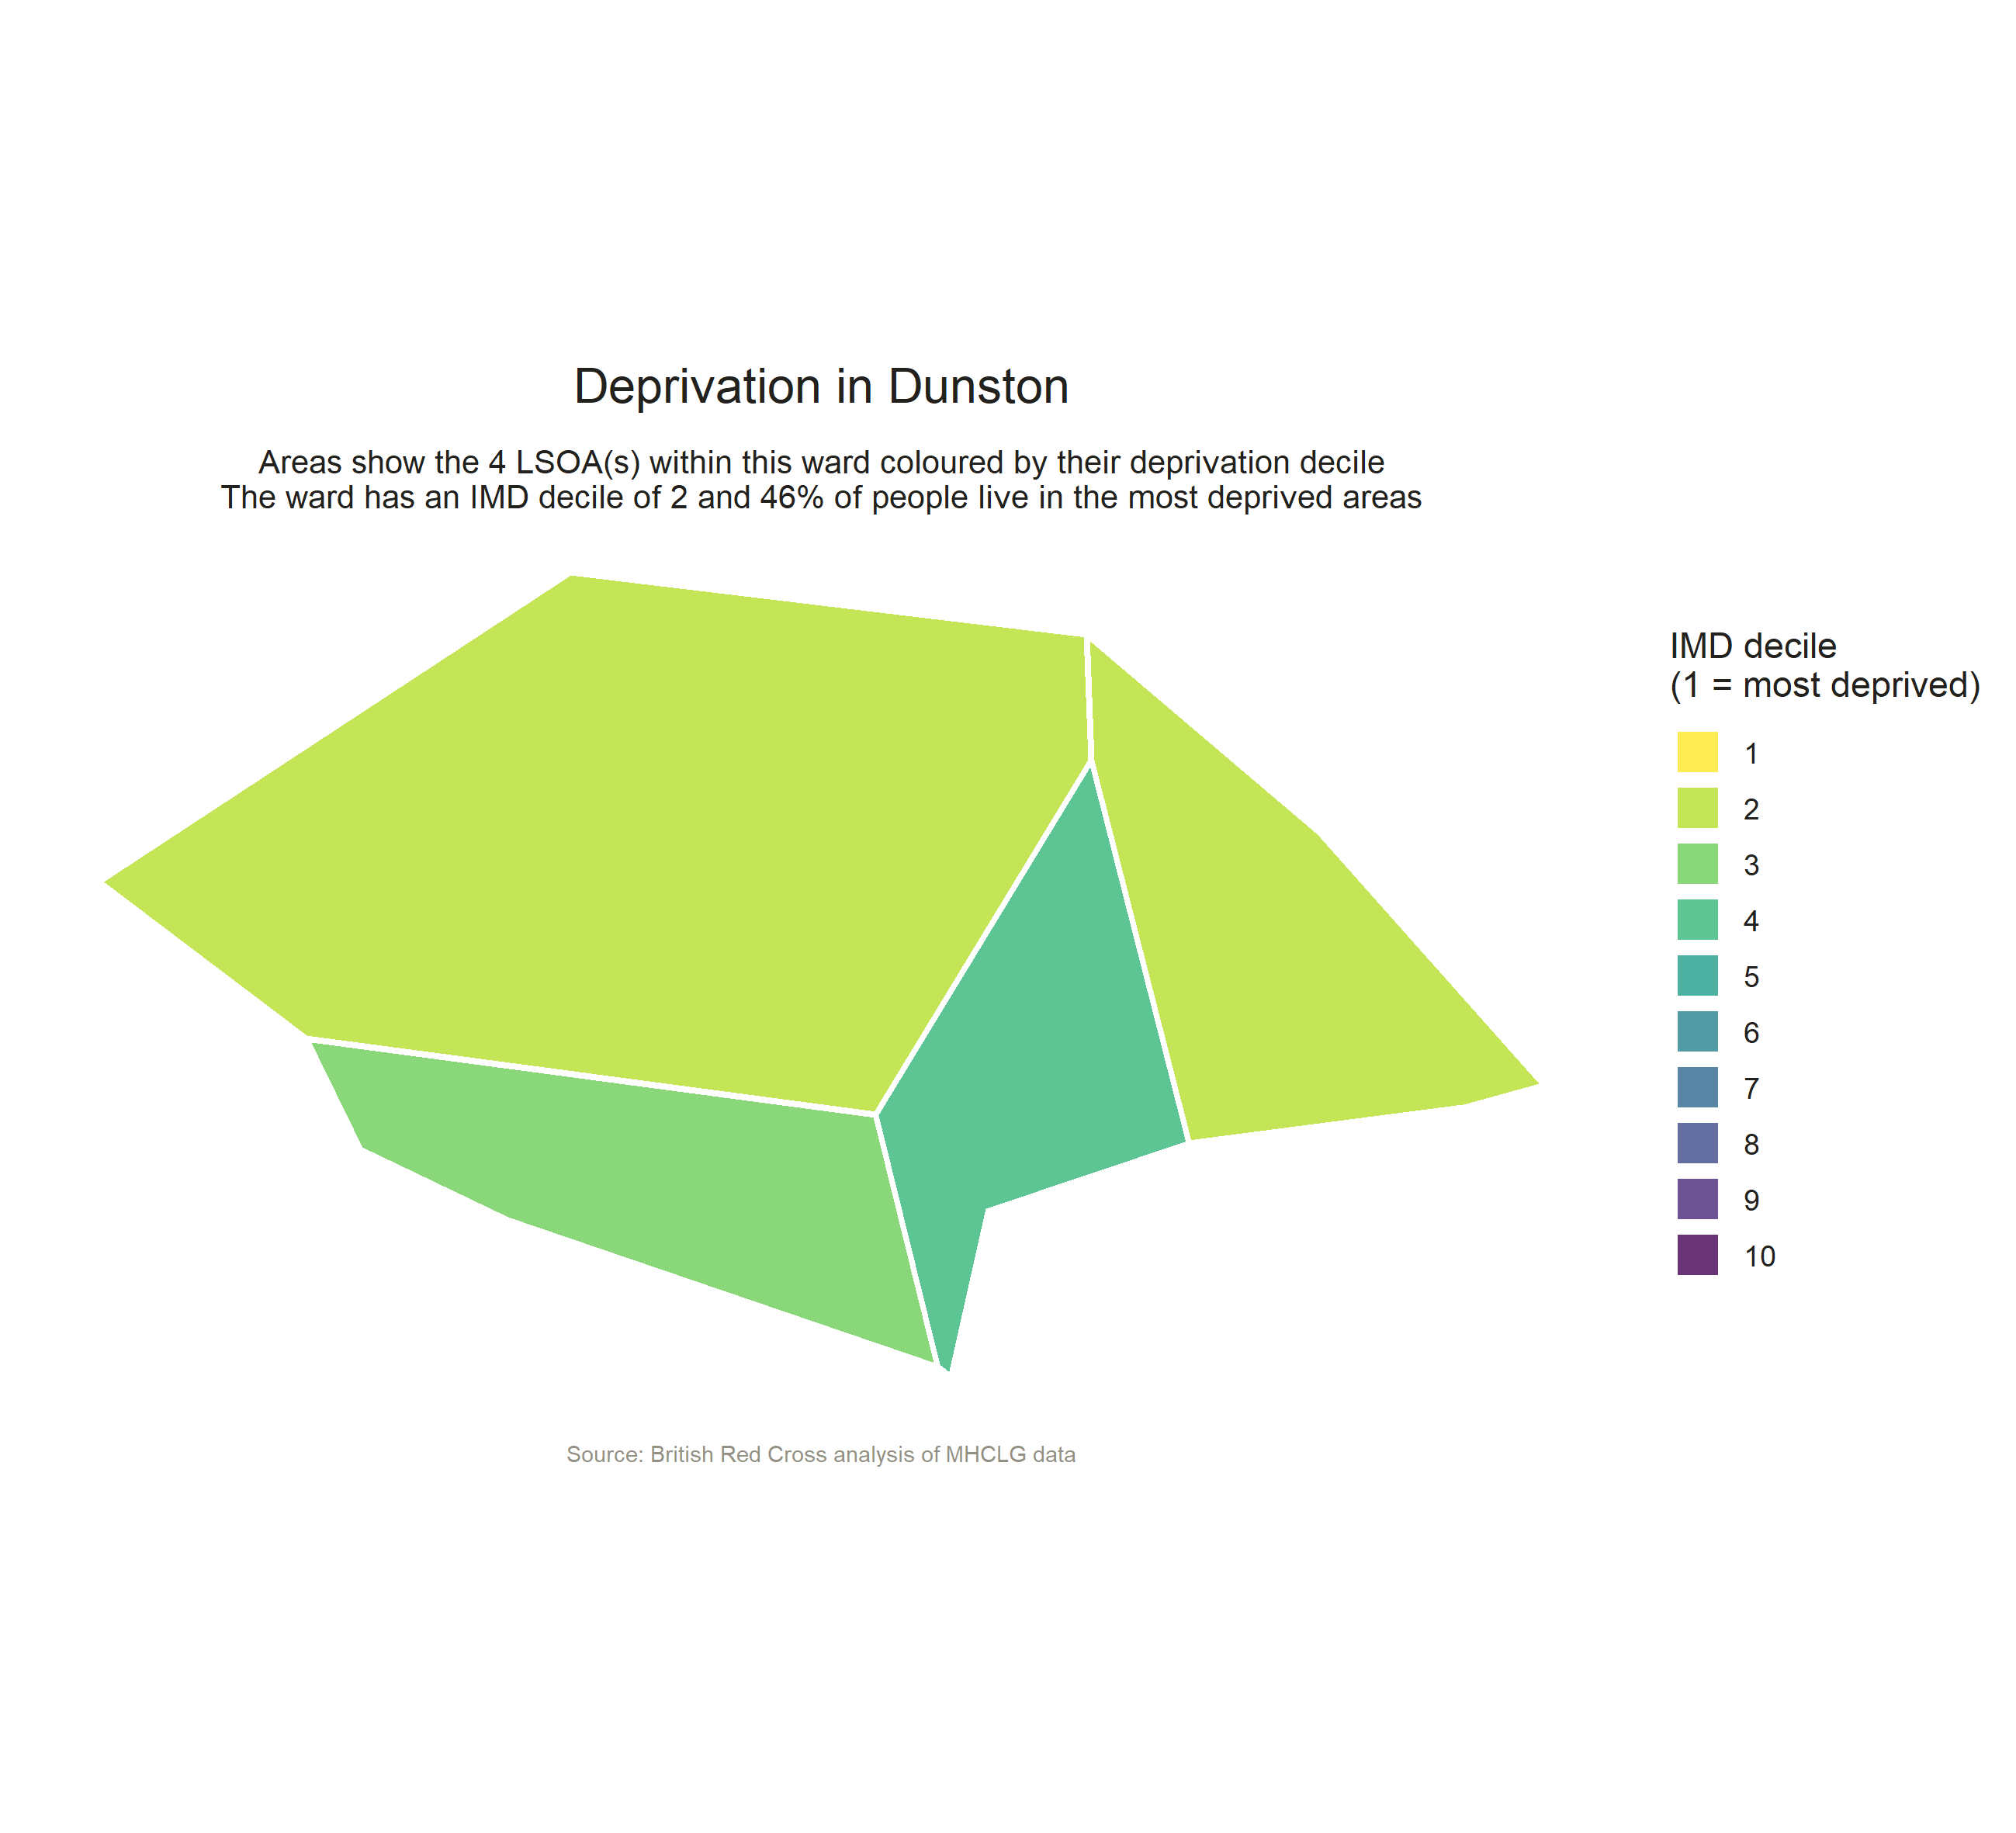 Deprivation in Dunston
Areas show the 4 LSOA(s) within this ward coloured by their deprivation decile
The ward has an IMD decile of 2 and 46% of people live in the most deprived areas
IMD decile
(1 = most deprived)
1
2
3
4
5
6
7
8
9
10
Source: British Red Cross analysis of MHCLG data